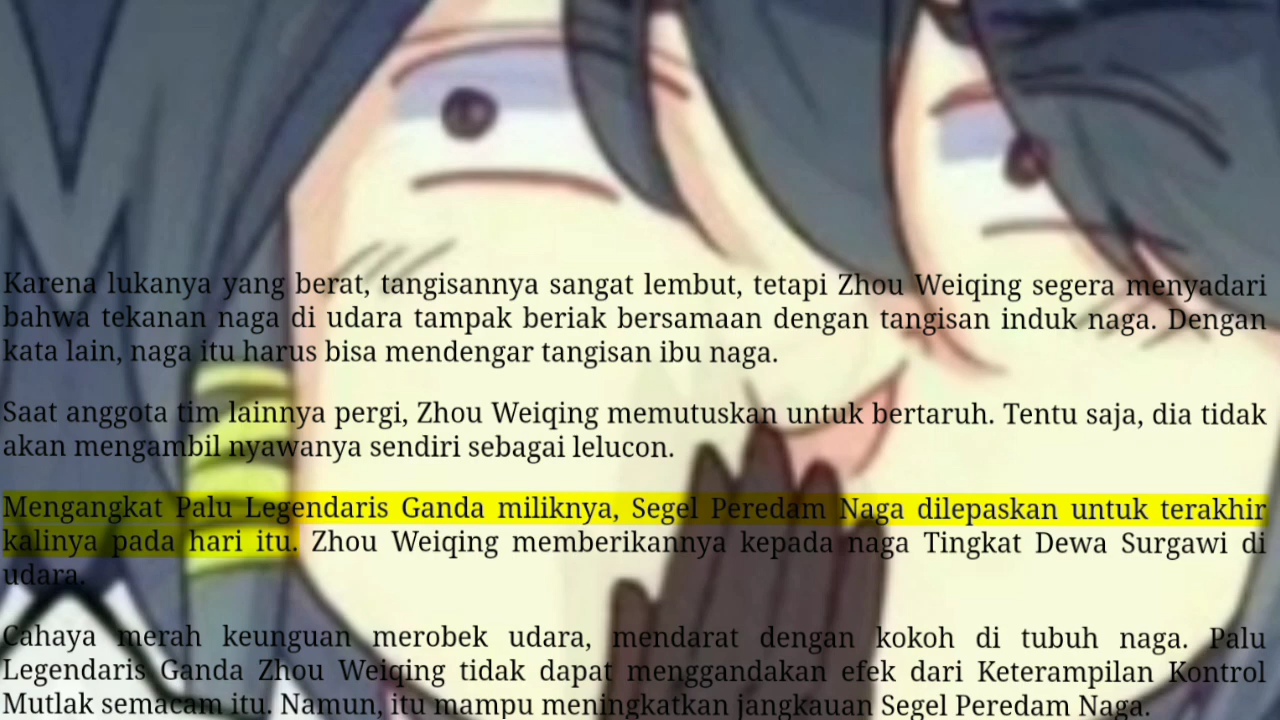 Karena lukanya yang berat, tangisannya sangat lembut, tetapi Zhou Weiqing segera menyadari
bahwa tekanan naga di udara tampak beriak bersamaan dengan tangisan induk naga. Dengan
kata lain, naga itu harus bisa mendengar tangisan ibu naga.
Saat anggota tim lainnya pergi, Zhou Weiqing memutuskan untuk bertaruh. Tentu saja, dia tidak
akan mengambil nyawanya sendiri sebagai lelucon.
Mengangkat Palu Legendaris Ganda miliknya, Segel Peredam Naga dilepaskan untuk terakhir
kalinya pada hari itu. Zhou Weiqing memberikannya kepada naga Tingkat Dewa Surgawi di
udara.
Cahaya merah keunguan merobek udara, mendarat dengan kokoh di tubuh naga. Palu
Legendaris Ganda Zhou Weiqing tidak dapat menggandakan efek dari Keterampilan Kontrol
Mutlak semacam itu. Namun, itu mampu meningkatkan jangkauan Segel Peredam Naga.